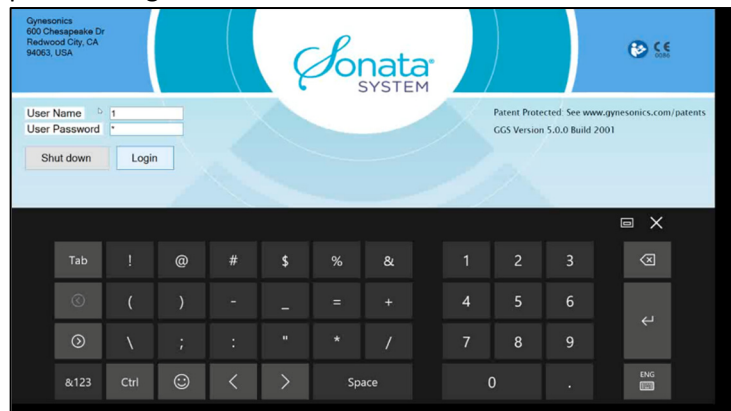 Gynesonics
600 Chesapeake Dr
Redwood City, CA
94063, USA
Sonata®
SYSTEM
CE
User Name 1
User Password *
Patent Protected: See www.gynesonics.com/patents
GGS Version 5.0.0 Build 2001
Shut down Login
Tab ! @ # $ % & 1 2 3
( ) - _ = + 4 5 6
\ ; : " * / 7 8 9
&123 Ctrl < > Space 0 . ENG